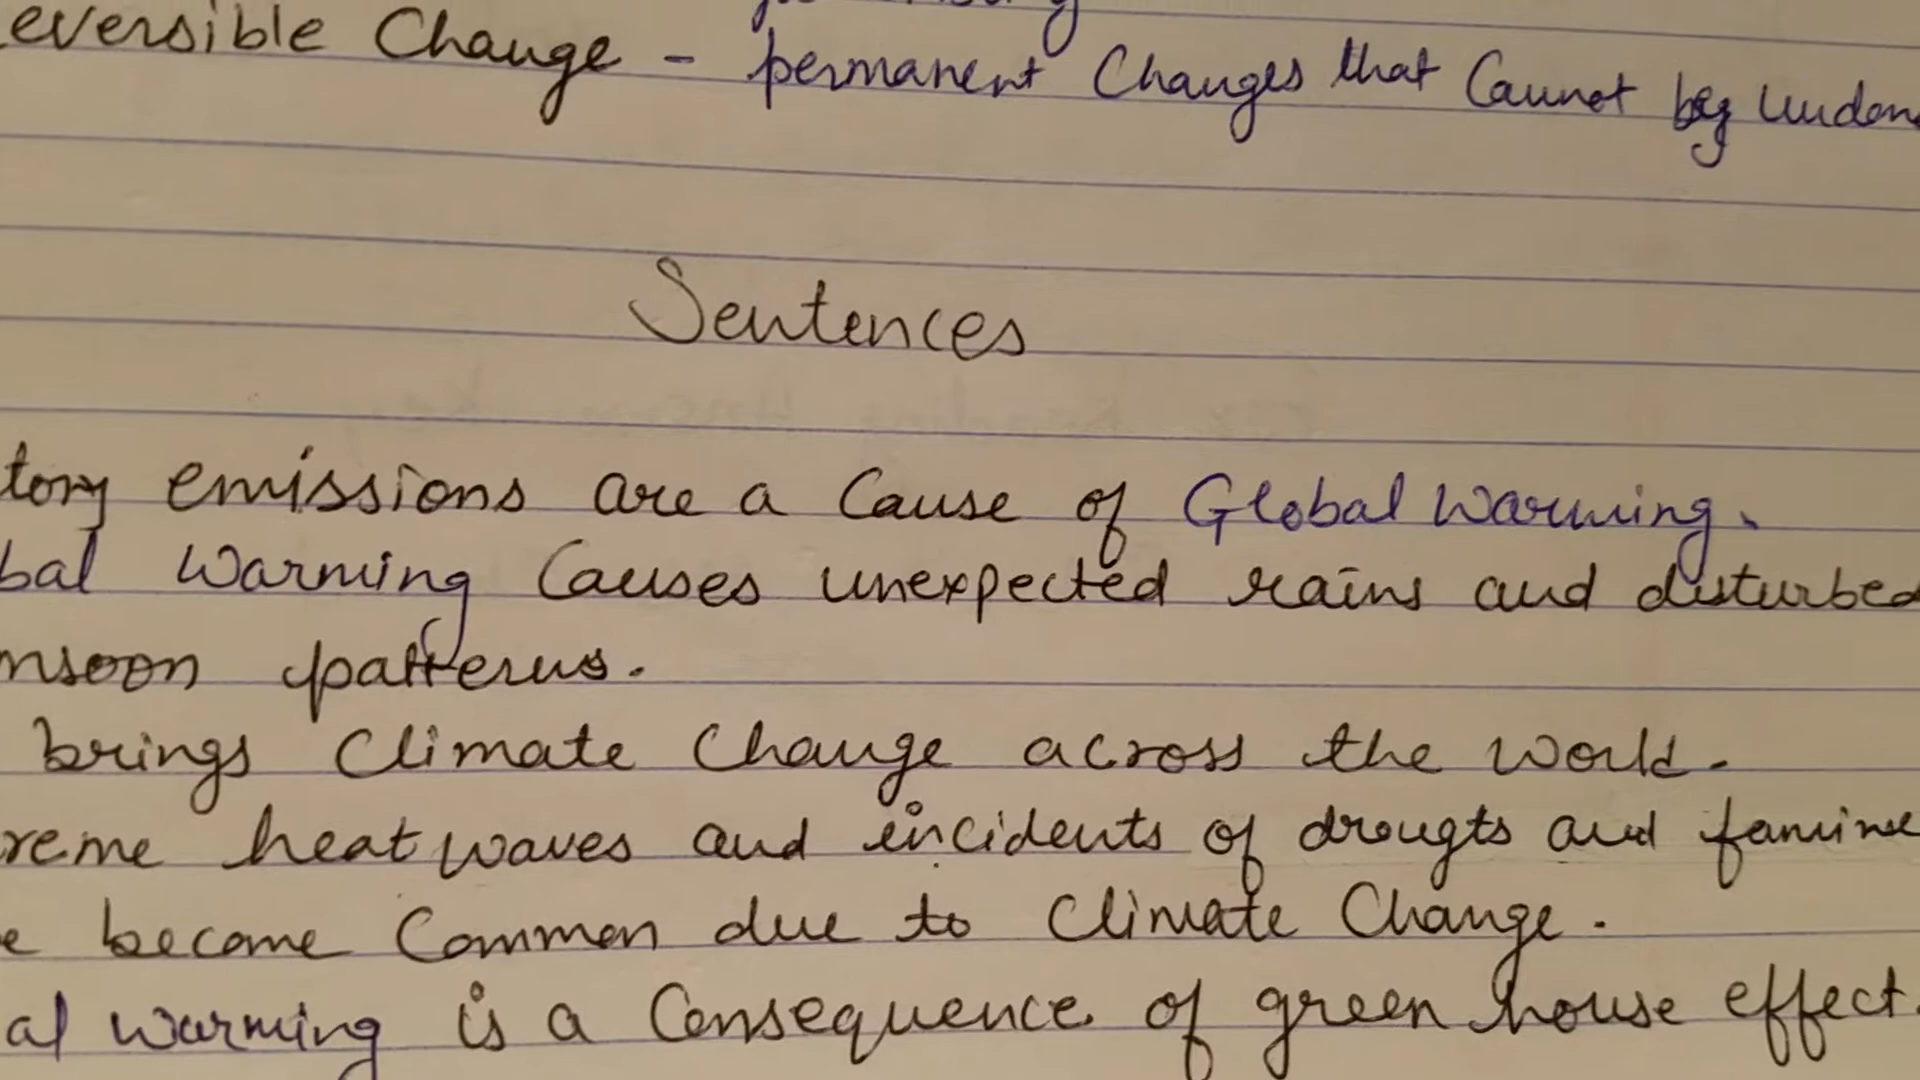 eversible Change - permanent Changes that Cannot be undon
Sentences
tory emissions are a Cause of Global Warming.
bal Warming Causes unexpected rains and disturbed
nsoon patterns.
brings Climate Change across the World.
reme heat waves and incidents of drougts and famine
e become Common due to Climate Change.
al warming is a Consequence of green house effect.